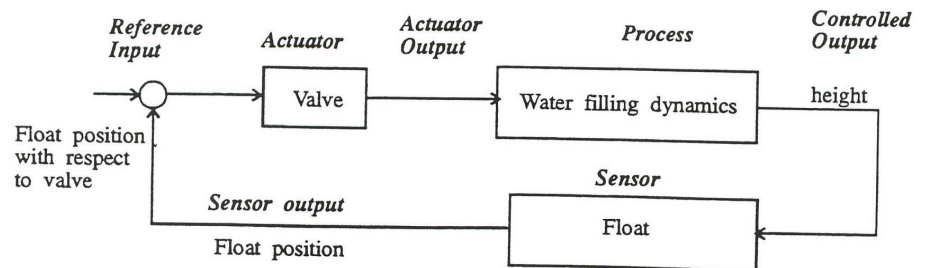 Reference
Input
Actuator
Actuator
Output
Process
Controlled
Output
Valve
Water filling dynamics
height
Float position
with respect
to valve
Sensor
Sensor output
Float
Float position